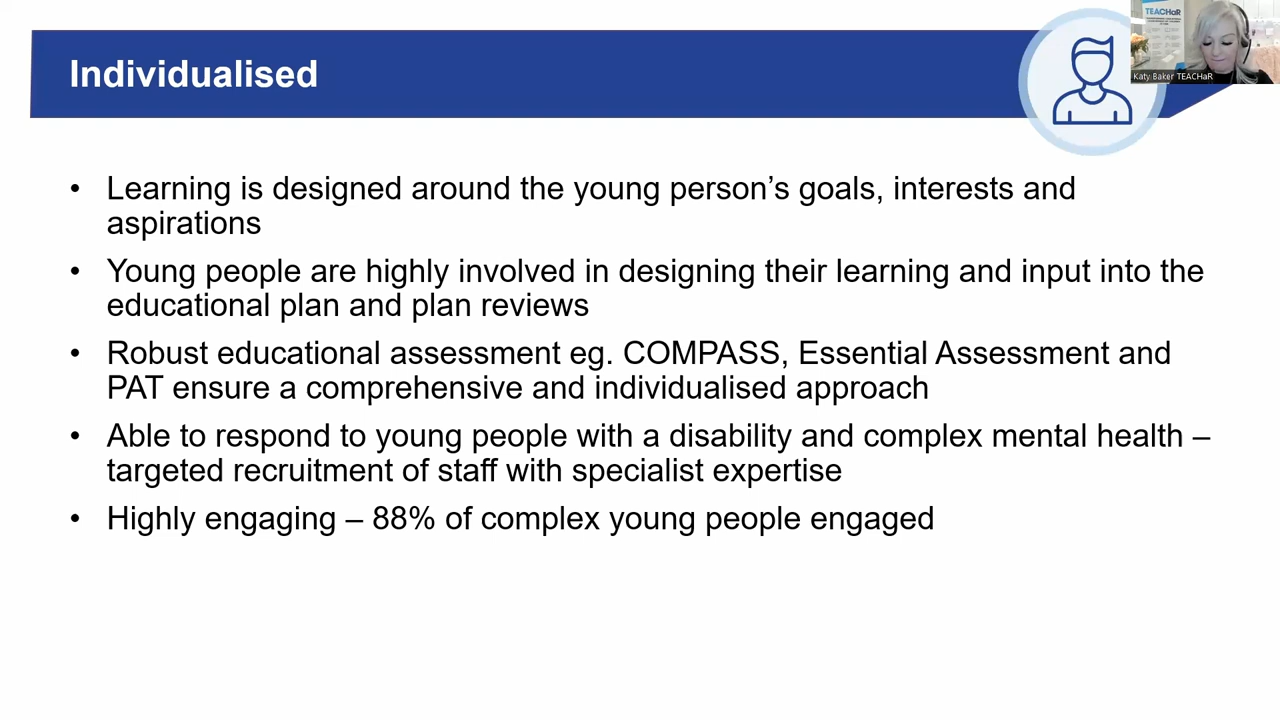 Individualised
TEACHaR
Katy Baker TEACHaR
• Learning is designed around the young person’s goals, interests and
aspirations
• Young people are highly involved in designing their learning and input into the
educational plan and plan reviews
• Robust educational assessment eg. COMPASS, Essential Assessment and
PAT ensure a comprehensive and individualised approach
• Able to respond to young people with a disability and complex mental health –
targeted recruitment of staff with specialist expertise
• Highly engaging – 88% of complex young people engaged